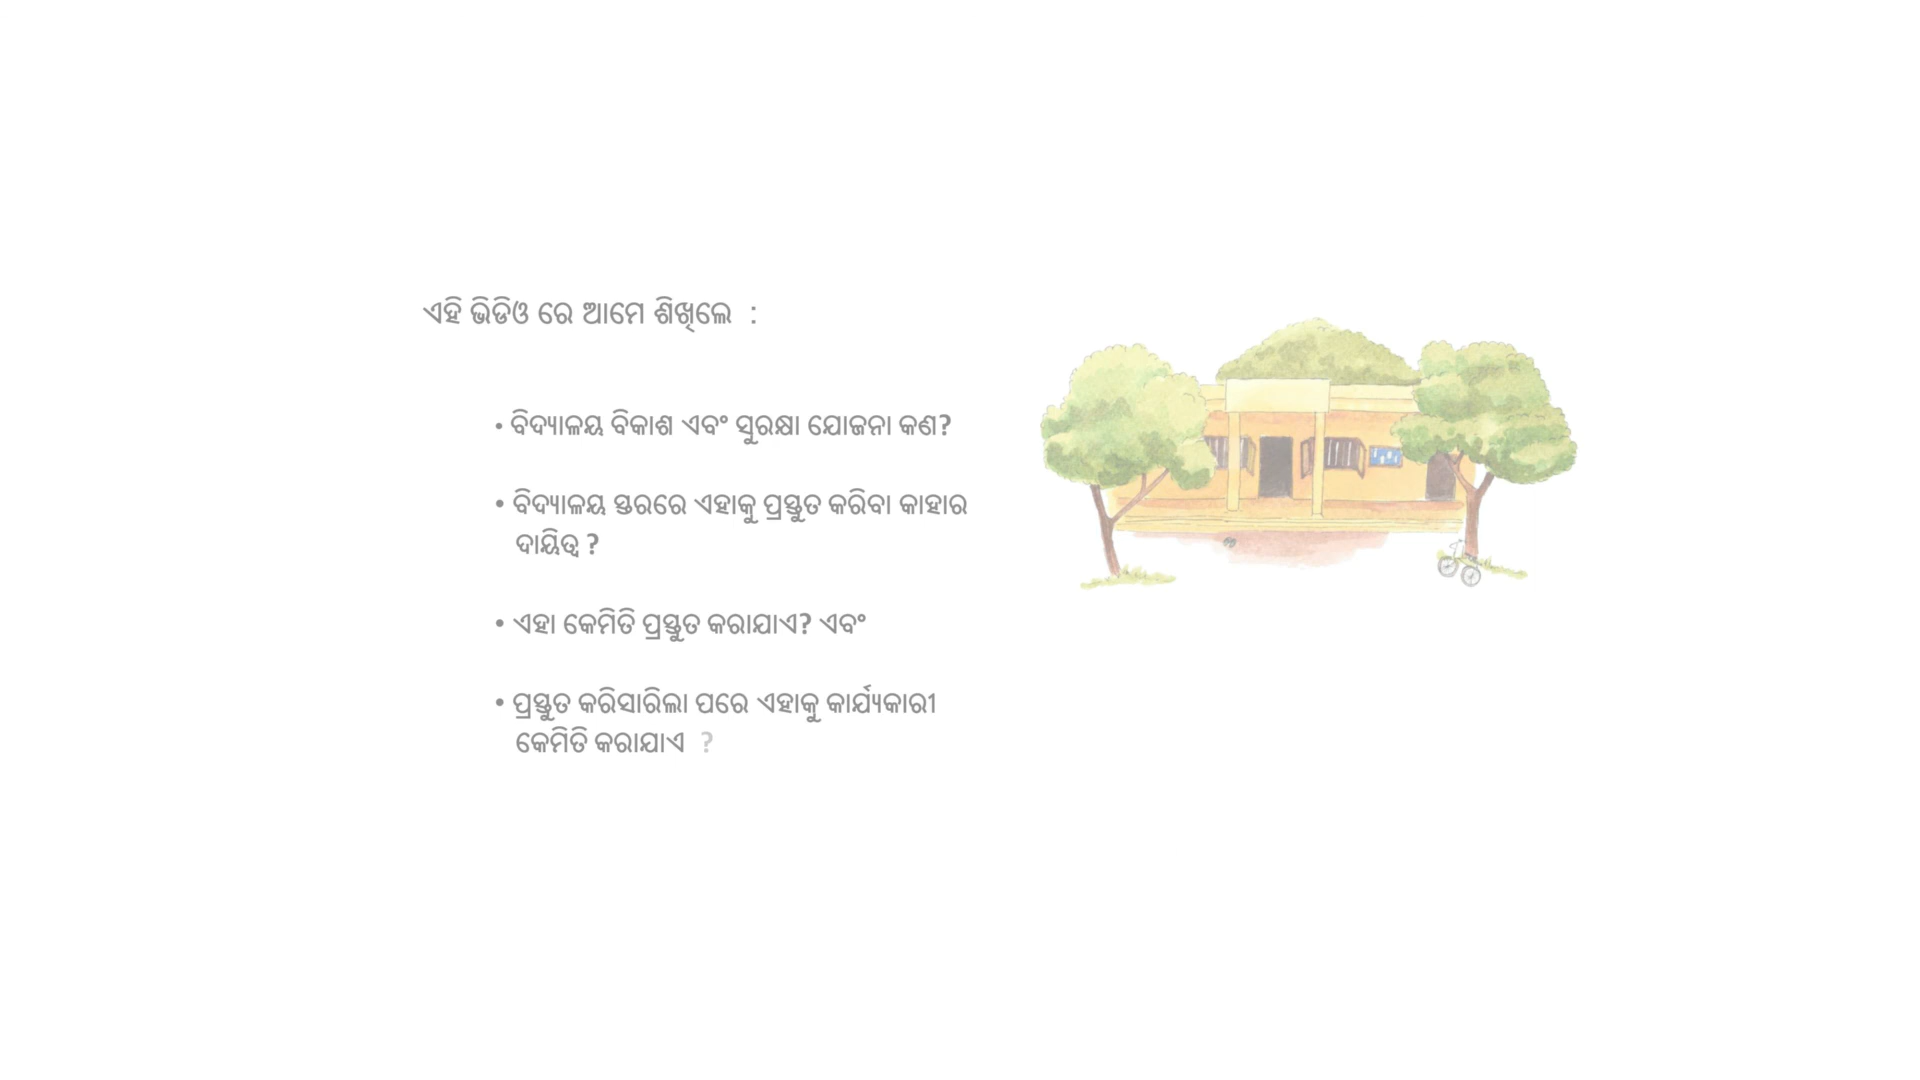 ଏହି ଭିଡିଓ ରେ ଆମେ ଶିଖିଲେ :
• ବିଦ୍ୟାଳୟ ବିକାଶ ଏବଂ ସୁରକ୍ଷା ଯୋଜନା କଣ?
• ବିଦ୍ୟାଳୟ ସ୍ତରରେ ଏହାକୁ ପ୍ରସ୍ତୁତ କରିବା କାହାର
ଦାୟିତ୍ୱ ?
• ଏହା କେମିତି ପ୍ରସ୍ତୁତ କରାଯାଏ? ଏବଂ
• ପ୍ରସ୍ତୁତ କରିସାରିଲା ପରେ ଏହାକୁ କାର୍ଯ୍ୟକାରୀ
କେମିତି କରାଯାଏ ?